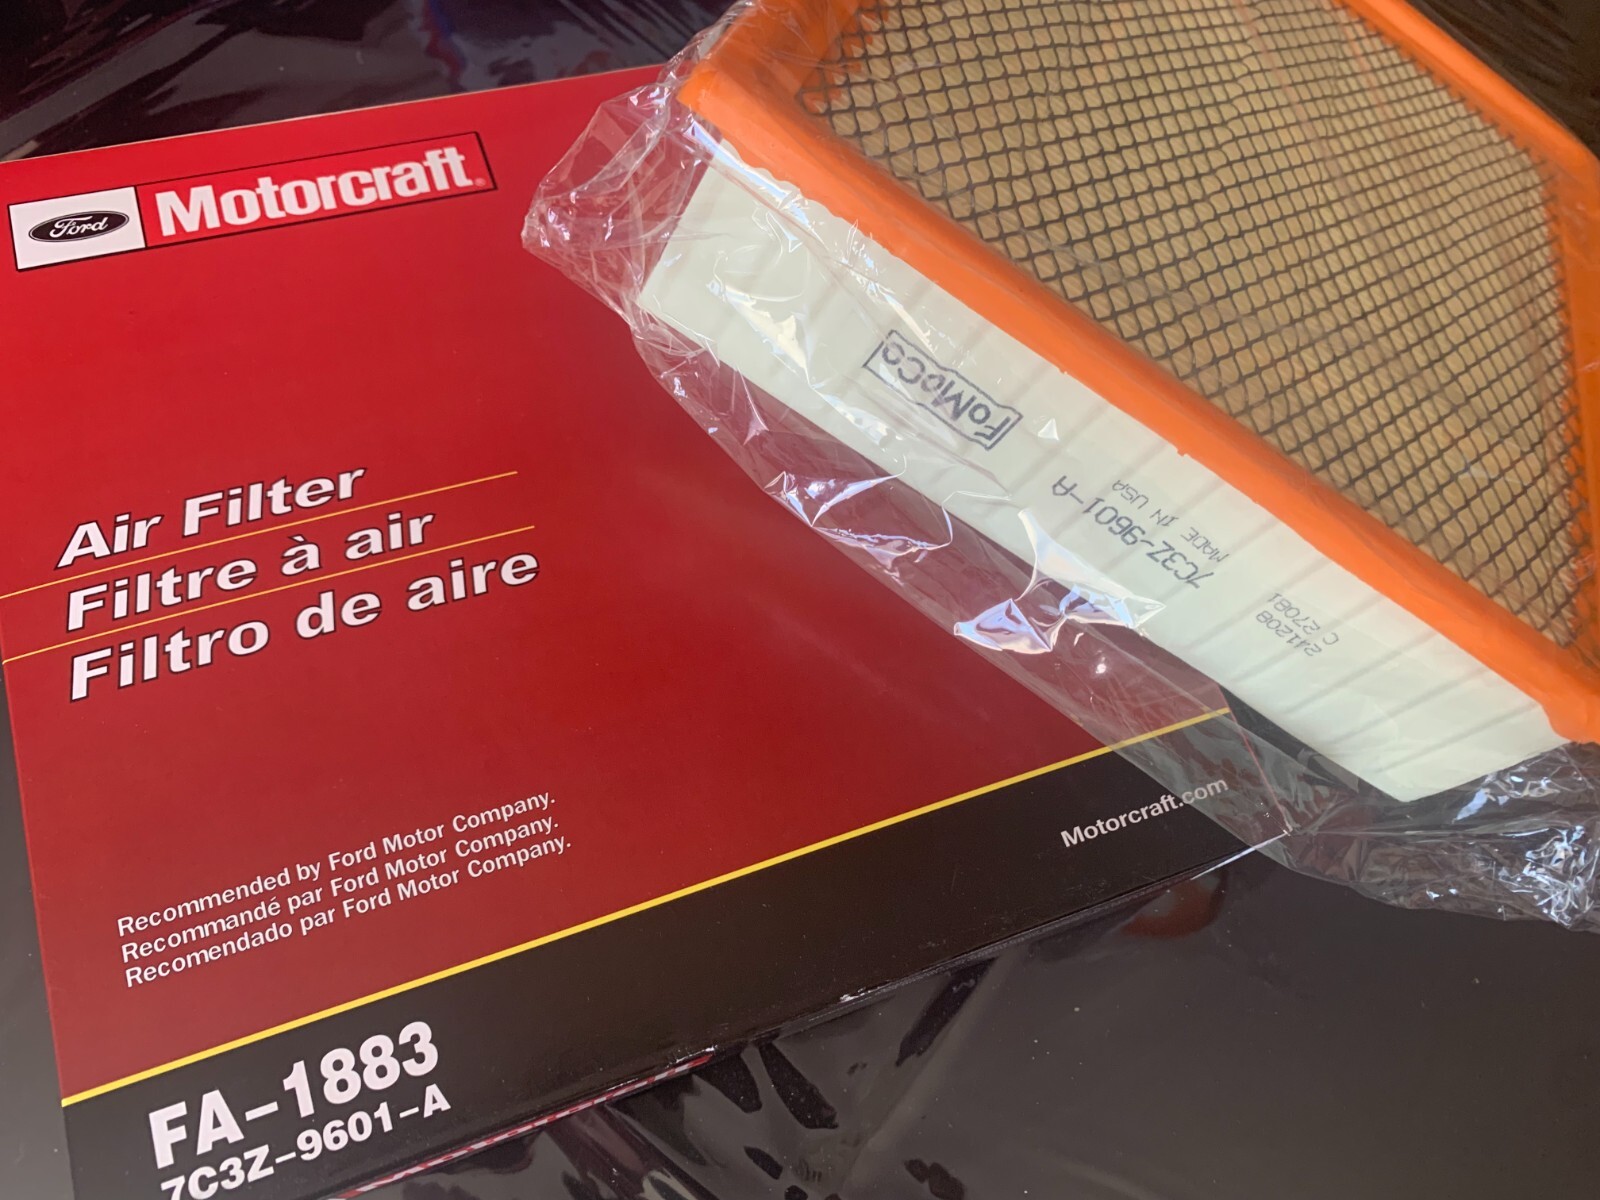 Ford Motorcraft®
Air Filter
Filtre à air
Filtro de aire
Recommended by Ford Motor Company.
Recommandé par Ford Motor Company.
Recomendado par Ford Motor Company.
Motorcraft.com
FA-1883
7C3Z-9601-A
FoMoCo
7C3Z-9601-A
MADE IN USA
241208
C 27081